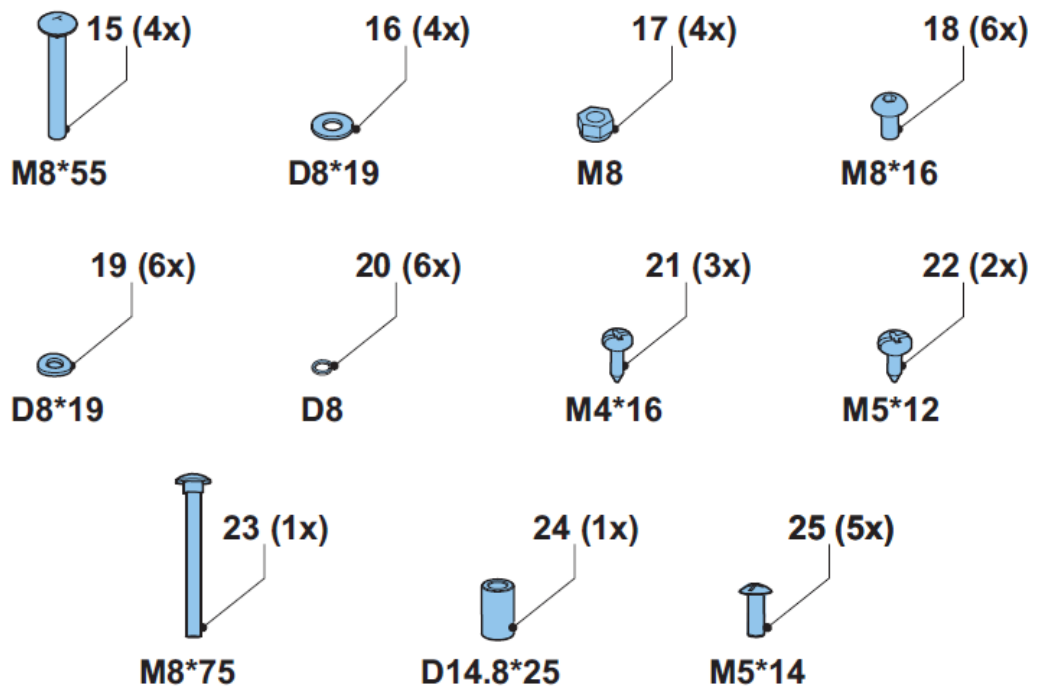 15 (4x) 16 (4x) 17 (4x) 18 (6x)
M8*55 D8*19 M8 M8*16
19 (6x) 20 (6x) 21 (3x) 22 (2x)
D8*19 D8 M4*16 M5*12
23 (1x) 24 (1x) 25 (5x)
M8*75 D14.8*25 M5*14